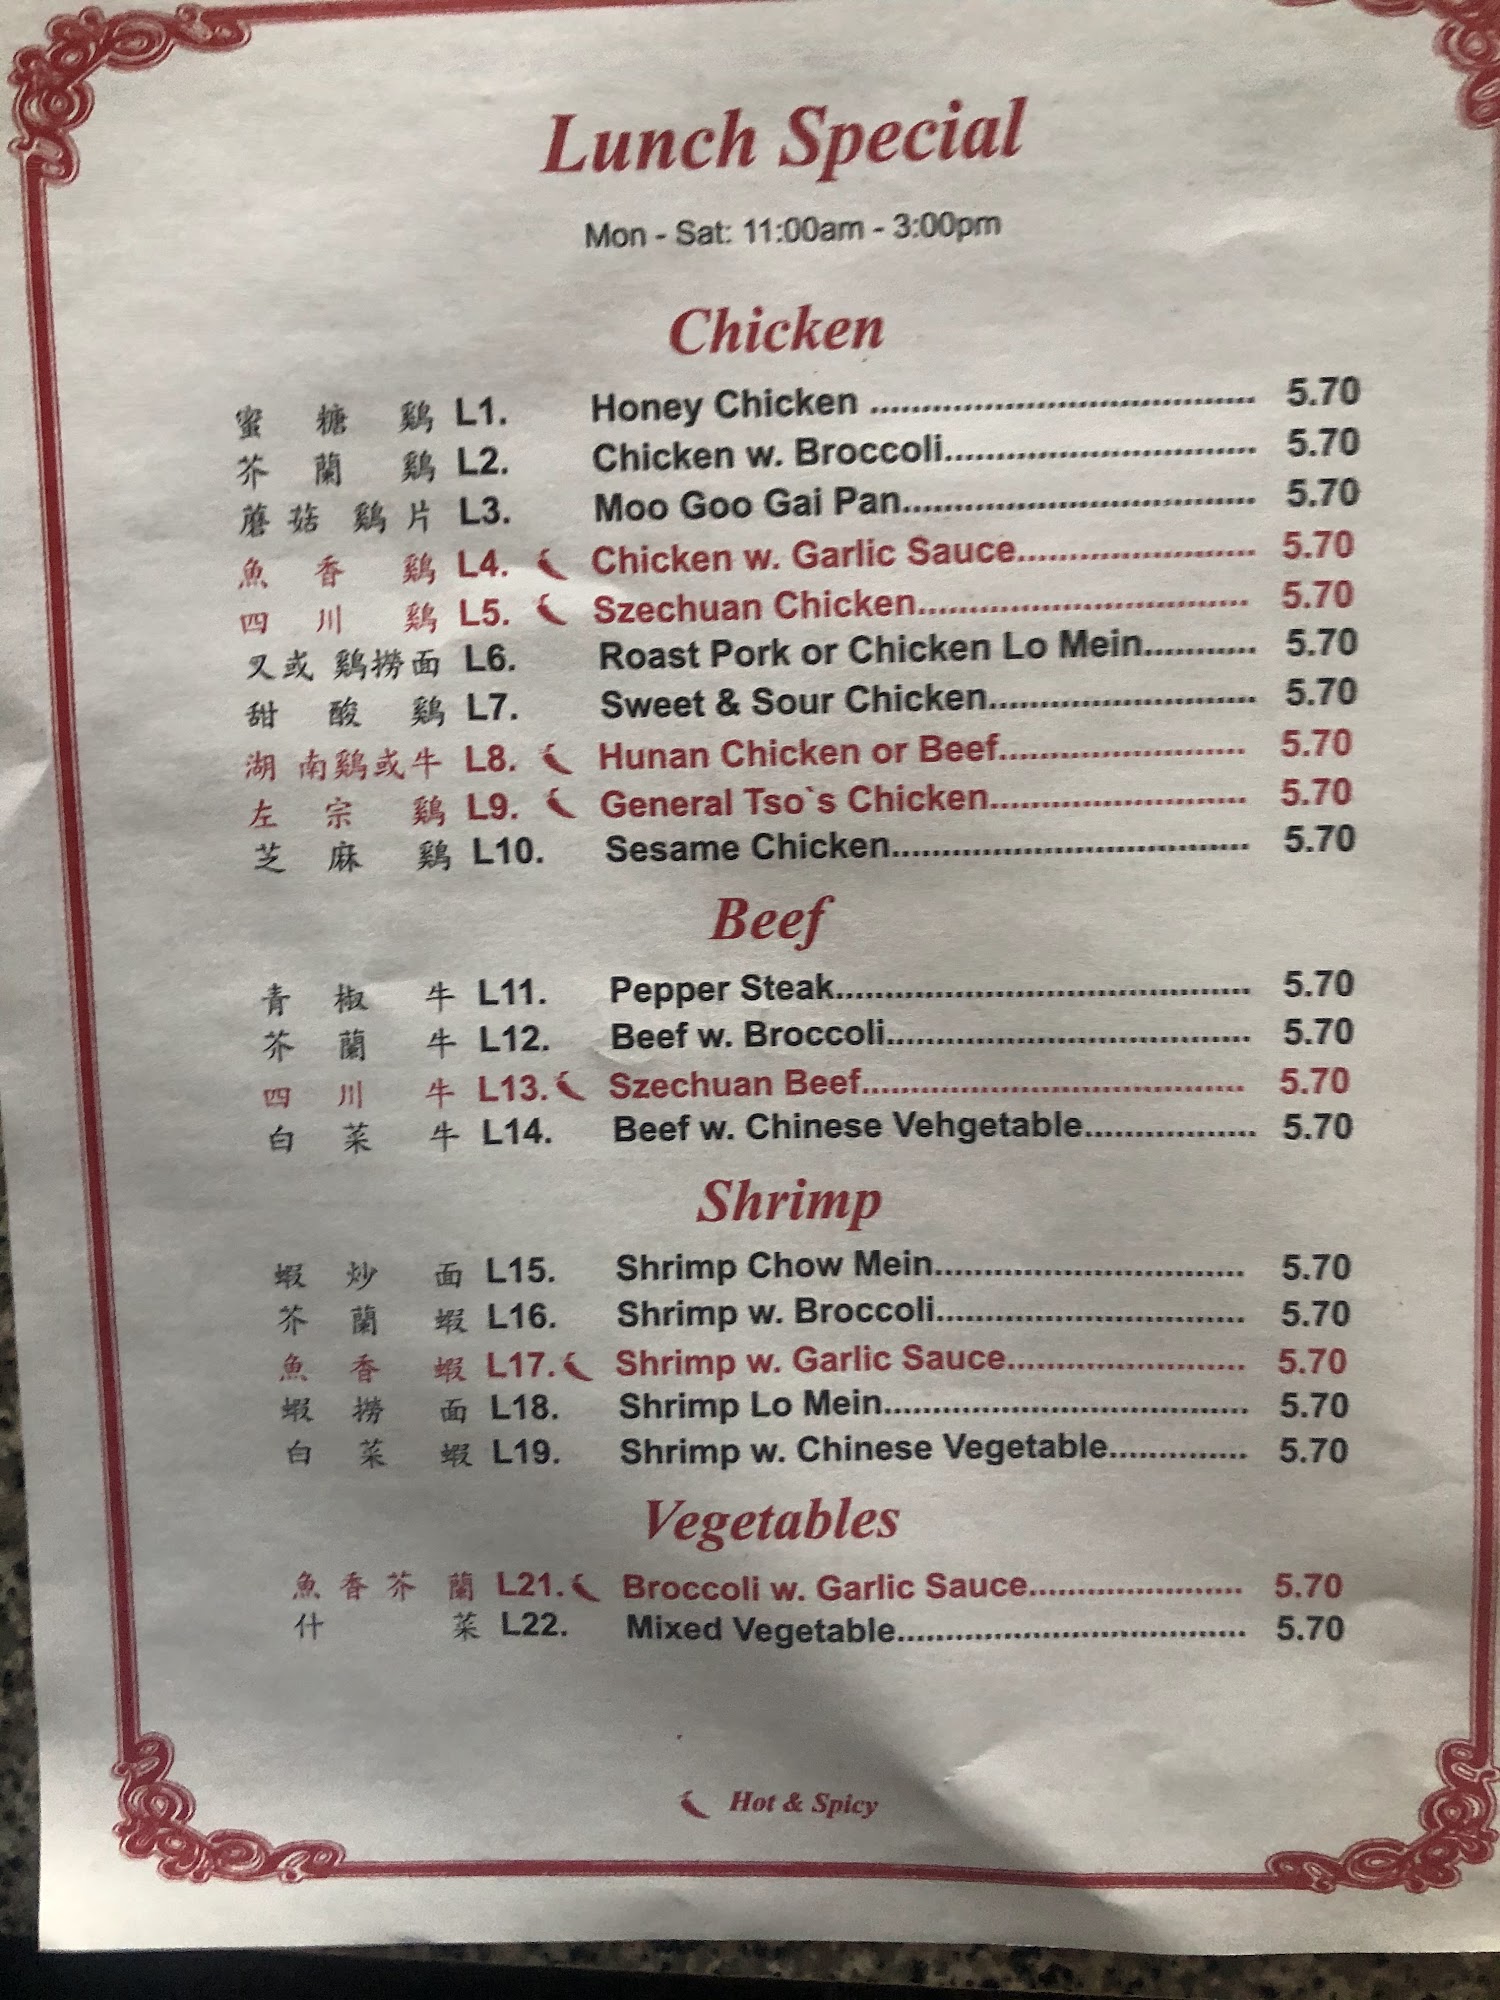 Lunch Special
Mon - Sat: 11:00am - 3:00pm
Chicken
蜜 糖 鷄 L1. Honey Chicken ........................................ 5.70
芥 蘭 鷄 L2. Chicken w. Broccoli................................ 5.70
蘑 菇 鷄 片 L3. Moo Goo Gai Pan.................................... 5.70
魚 香 鷄 L4. Chicken w. Garlic Sauce......................... 5.70
四 川 鷄 L5. Szechuan Chicken.................................. 5.70
叉或 鷄撈面 L6. Roast Pork or Chicken Lo Mein........... 5.70
甜 酸 鷄 L7. Sweet & Sour Chicken........................... 5.70
湖 南鷄或牛 L8. Hunan Chicken or Beef......................... 5.70
左 宗 鷄 L9. General Tso`s Chicken.......................... 5.70
芝 麻 鷄 L10. Sesame Chicken..................................... 5.70
Beef
青 椒 牛 L11. Pepper Steak........................................... 5.70
芥 蘭 牛 L12. Beef w. Broccoli...................................... 5.70
四 川 牛 L13. Szechuan Beef........................................ 5.70
白 菜 牛 L14. Beef w. Chinese Vehgetable.................. 5.70
Shrimp
蝦 炒 面 L15. Shrimp Chow Mein................................ 5.70
芥 蘭 蝦 L16. Shrimp w. Broccoli................................ 5.70
魚 香 蝦 L17. Shrimp w. Garlic Sauce......................... 5.70
蝦 撈 面 L18. Shrimp Lo Mein...................................... 5.70
白 菜 蝦 L19. Shrimp w. Chinese Vegetable.............. 5.70
Vegetables
魚 香 芥 蘭 L21. Broccoli w. Garlic Sauce...................... 5.70
什 菜 L22. Mixed Vegetable.................................... 5.70
Hot & Spicy